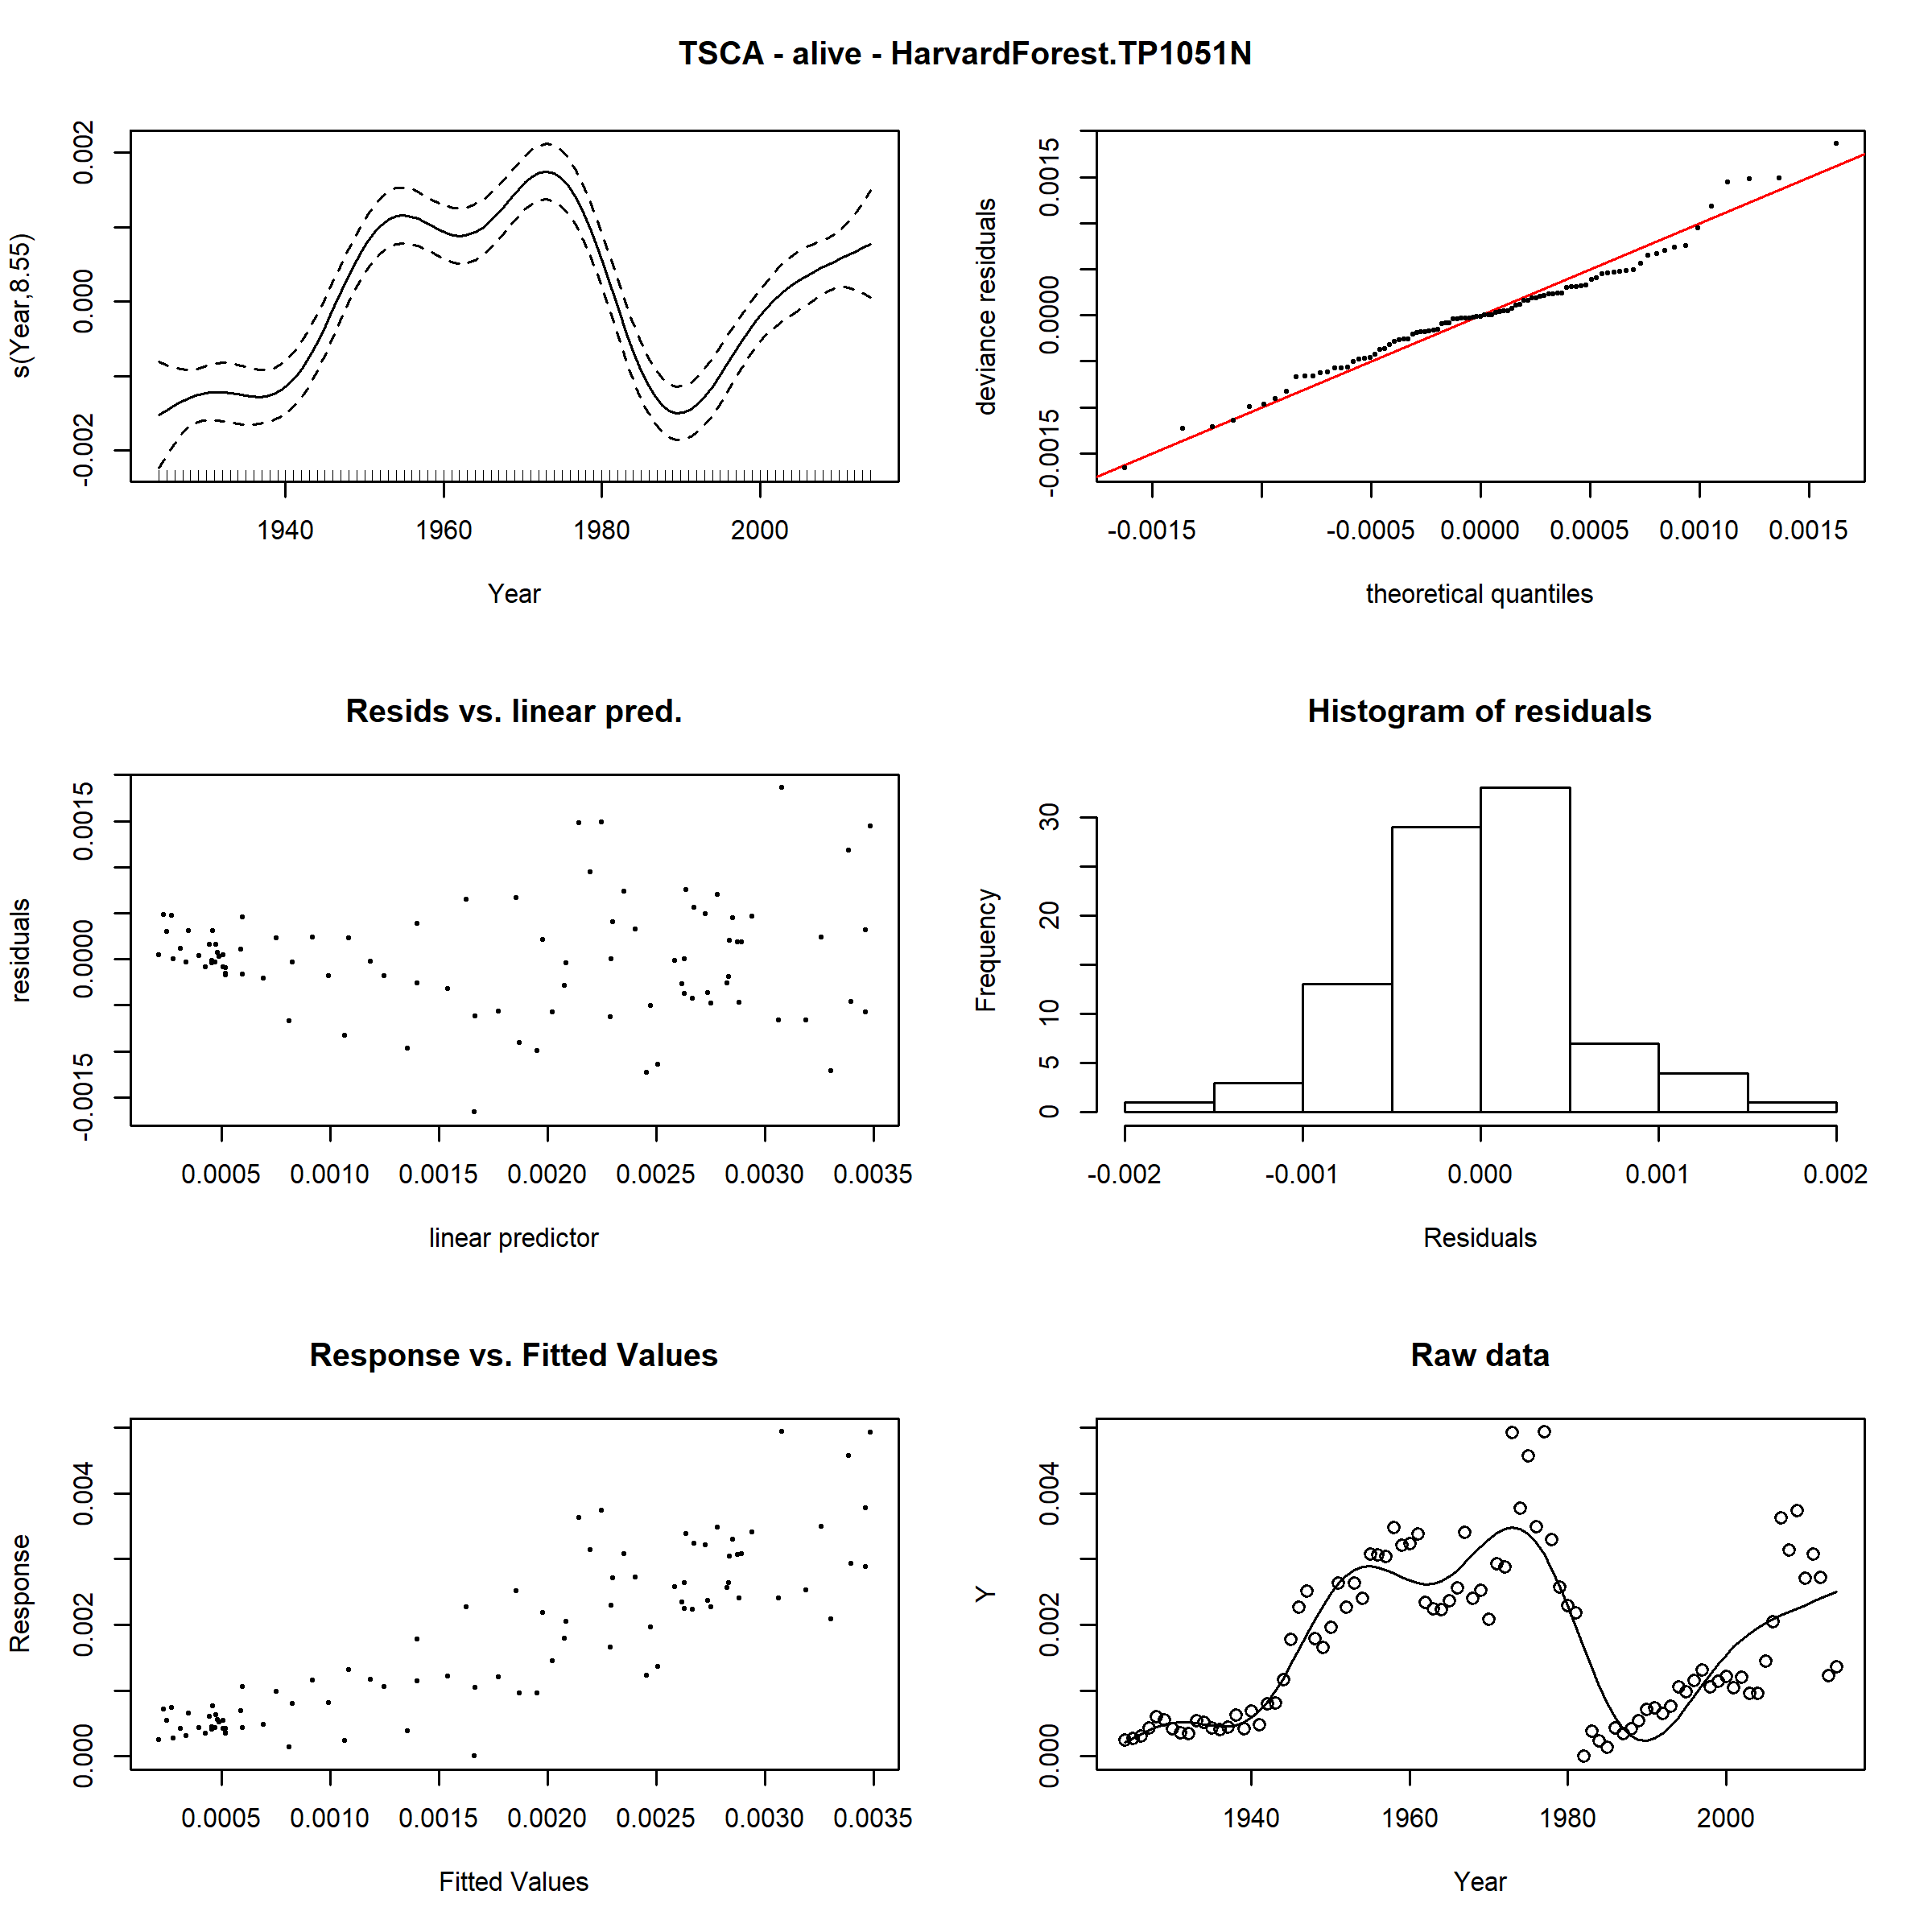 TSCA - alive - HarvardForest.TP1051N
s(Year,8.55)
0.002
0.000
-0.002
1940 1960 1980 2000
Year
deviance residuals
0.0015
0.0000
-0.0015
-0.0015 -0.0005 0.0000 0.0005 0.0010 0.0015
theoretical quantiles
Resids vs. linear pred.
residuals
0.0015
0.0000
-0.0015
0.0005 0.0010 0.0015 0.0020 0.0025 0.0030 0.0035
linear predictor
Histogram of residuals
Frequency
30
20
10
5
0
-0.002 -0.001 0.000 0.001 0.002
Residuals
Response vs. Fitted Values
Response
0.004
0.002
0.000
0.0005 0.0010 0.0015 0.0020 0.0025 0.0030 0.0035
Fitted Values
Raw data
Y
0.004
0.002
0.000
1940 1960 1980 2000
Year